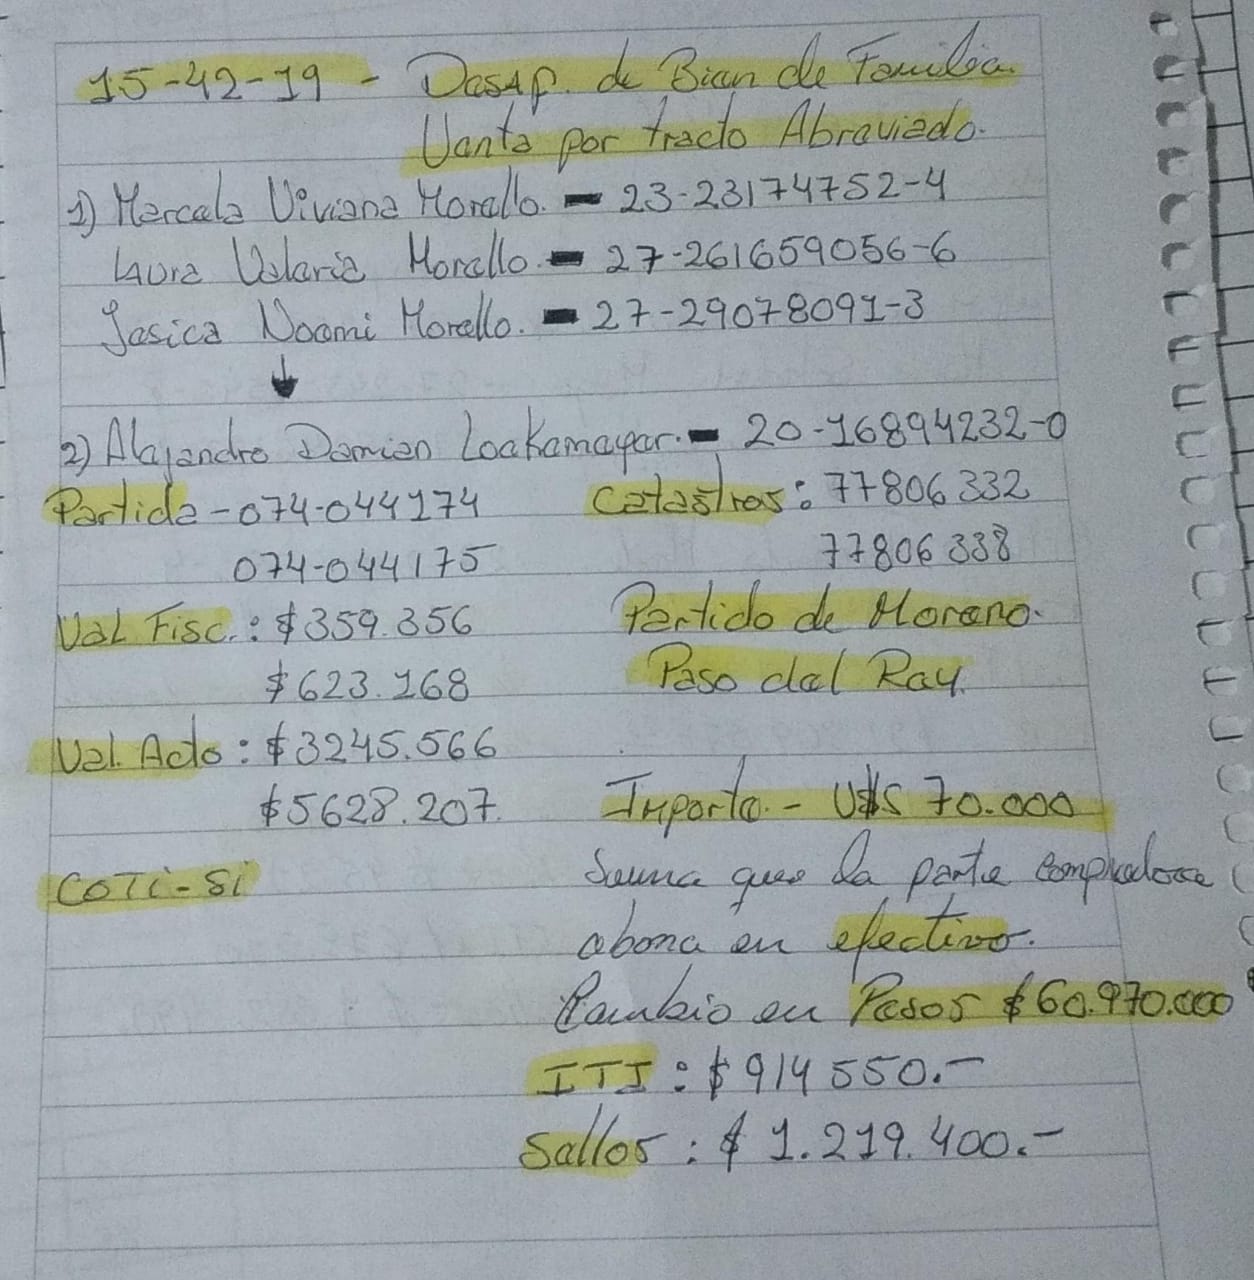 15-42-19 - Desaf. de Bien de Familia.
Venta por tracto Abreviado.
1) Marcela Viviana Morello. - 23-23174752-4
Laura Valeria Morello. - 27-261659056-6
Jesica Noemi Morello. - 27-29078091-3
↓
2) Alejandro Damian Loekemeyer. - 20-16894232-0
Partida - 074-044174 Catastros: 77806332
074-044175 77806338
Val Fisc.: $359.356 Partido de Moreno.
$623.168 Paso del Rey.
Val. Acto: $3245.566
$5628.207. Importe. - U$S 70.000
COTI - Si Suma que la parte compradora
abona en efectivo.
Cambio en Pesos $60.970.000
ITI: $914550.-
Sellos: $1.219.400.-